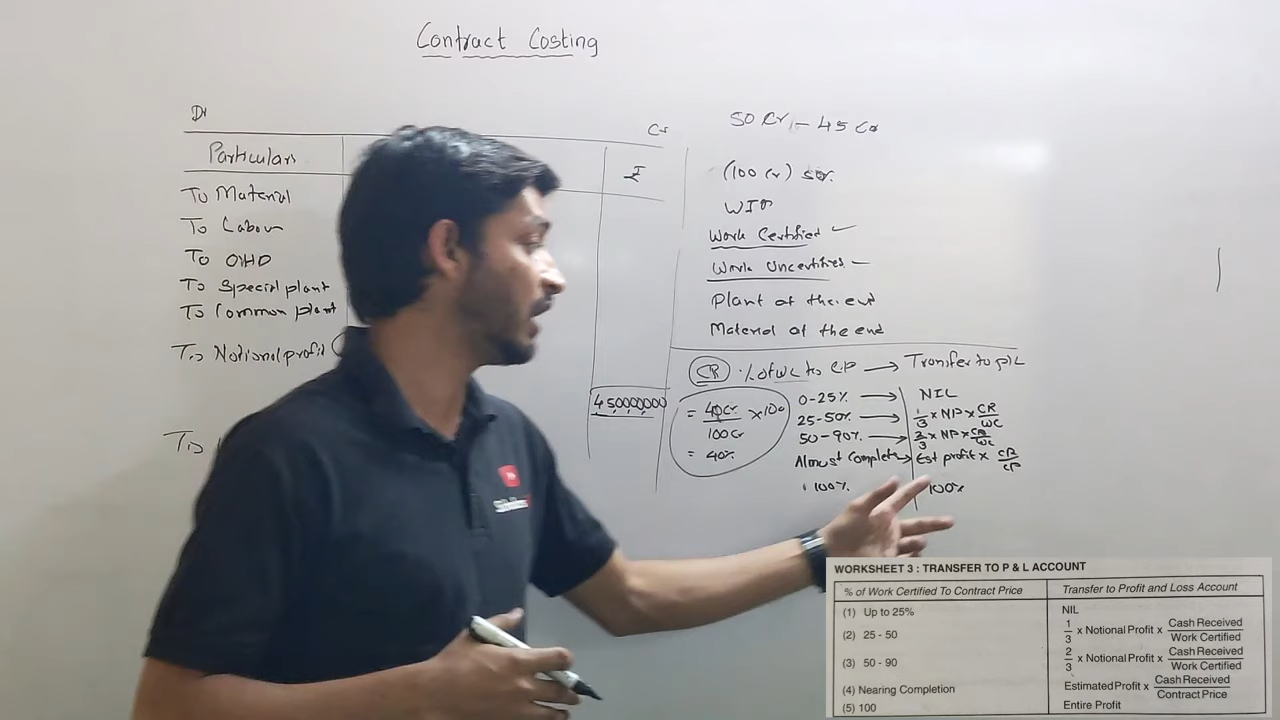 Contract Costing
Dr
Cr
Particulars
₹
To Material
To Labour
To OHD
To Special plant
To Common plant
To Notional profit
450000000
To
50 Cr - 45 Cr
(100 Cr) 50%
WIP
Work Certified
Work Uncertified
Plant at the end
Material at the end
CR % of WC to CP → Transfer to P/L
0-25% → NIL
25-50% → 1/3 × NP × CR/WC
50-90% → 2/3 × NP × CR/WC
Almost Complete → Est profit × CR/CP
100% 100%
= 40Cr/100Cr × 100
= 40%
WORKSHEET 3 : TRANSFER TO P & L ACCOUNT
% of Work Certified To Contract Price Transfer to Profit and Loss Account
(1) Up to 25% NIL
(2) 25 - 50 1/3 x Notional Profit x Cash Received/Work Certified
(3) 50 - 90 2/3 x Notional Profit x Cash Received/Work Certified
(4) Nearing Completion Estimated Profit x Cash Received/Contract Price
(5) 100 Entire Profit